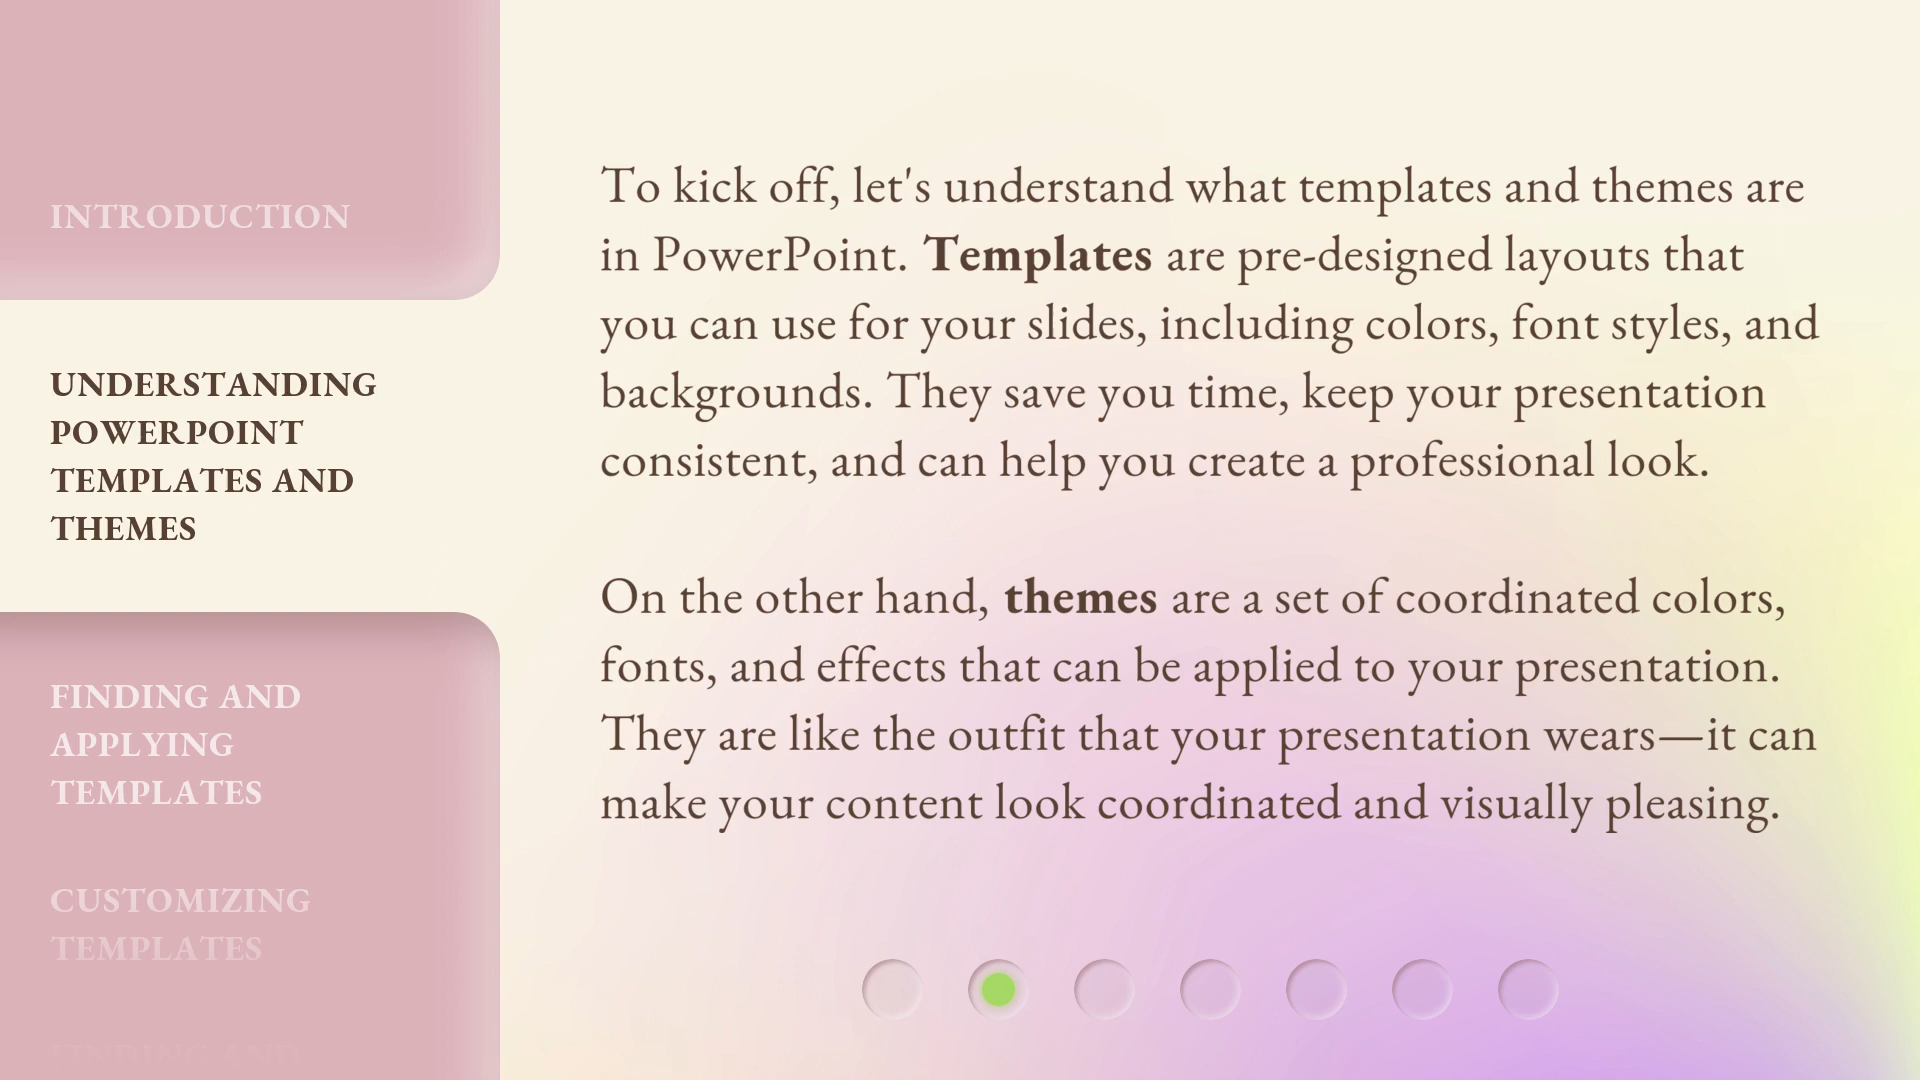 INTRODUCTION
UNDERSTANDING
POWERPOINT
TEMPLATES AND
THEMES
FINDING AND
APPLYING
TEMPLATES
CUSTOMIZING
TEMPLATES
FINDING AND
To kick off, let's understand what templates and themes are
in PowerPoint. Templates are pre-designed layouts that
you can use for your slides, including colors, font styles, and
backgrounds. They save you time, keep your presentation
consistent, and can help you create a professional look.
On the other hand, themes are a set of coordinated colors,
fonts, and effects that can be applied to your presentation.
They are like the outfit that your presentation wears—it can
make your content look coordinated and visually pleasing.